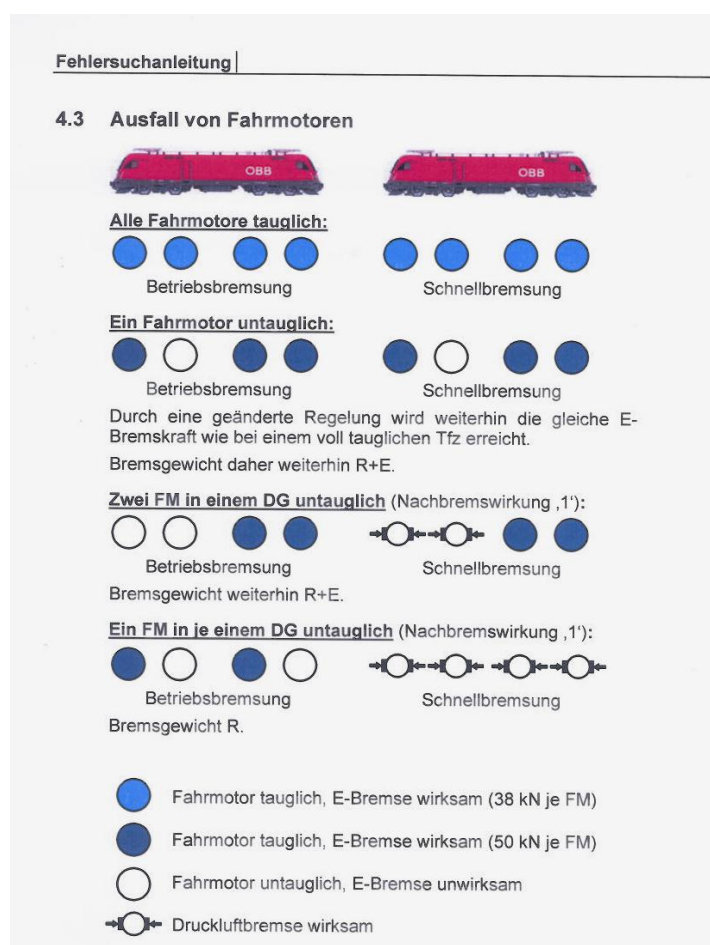 Fehlersuchanleitung
4.3 Ausfall von Fahrmotoren
ÖBB ÖBB
Alle Fahrmotore tauglich:
Betriebsbremsung Schnellbremsung
Ein Fahrmotor untauglich:
Betriebsbremsung Schnellbremsung
Durch eine geänderte Regelung wird weiterhin die gleiche E-
Bremskraft wie bei einem voll tauglichen Tfz erreicht.
Bremsgewicht daher weiterhin R+E.
Zwei FM in einem DG untauglich (Nachbremswirkung ‚1‘):
Betriebsbremsung Schnellbremsung
Bremsgewicht weiterhin R+E.
Ein FM in je einem DG untauglich (Nachbremswirkung ‚1‘):
Betriebsbremsung Schnellbremsung
Bremsgewicht R.
Fahrmotor tauglich, E-Bremse wirksam (38 kN je FM)
Fahrmotor tauglich, E-Bremse wirksam (50 kN je FM)
Fahrmotor untauglich, E-Bremse unwirksam
Druckluftbremse wirksam